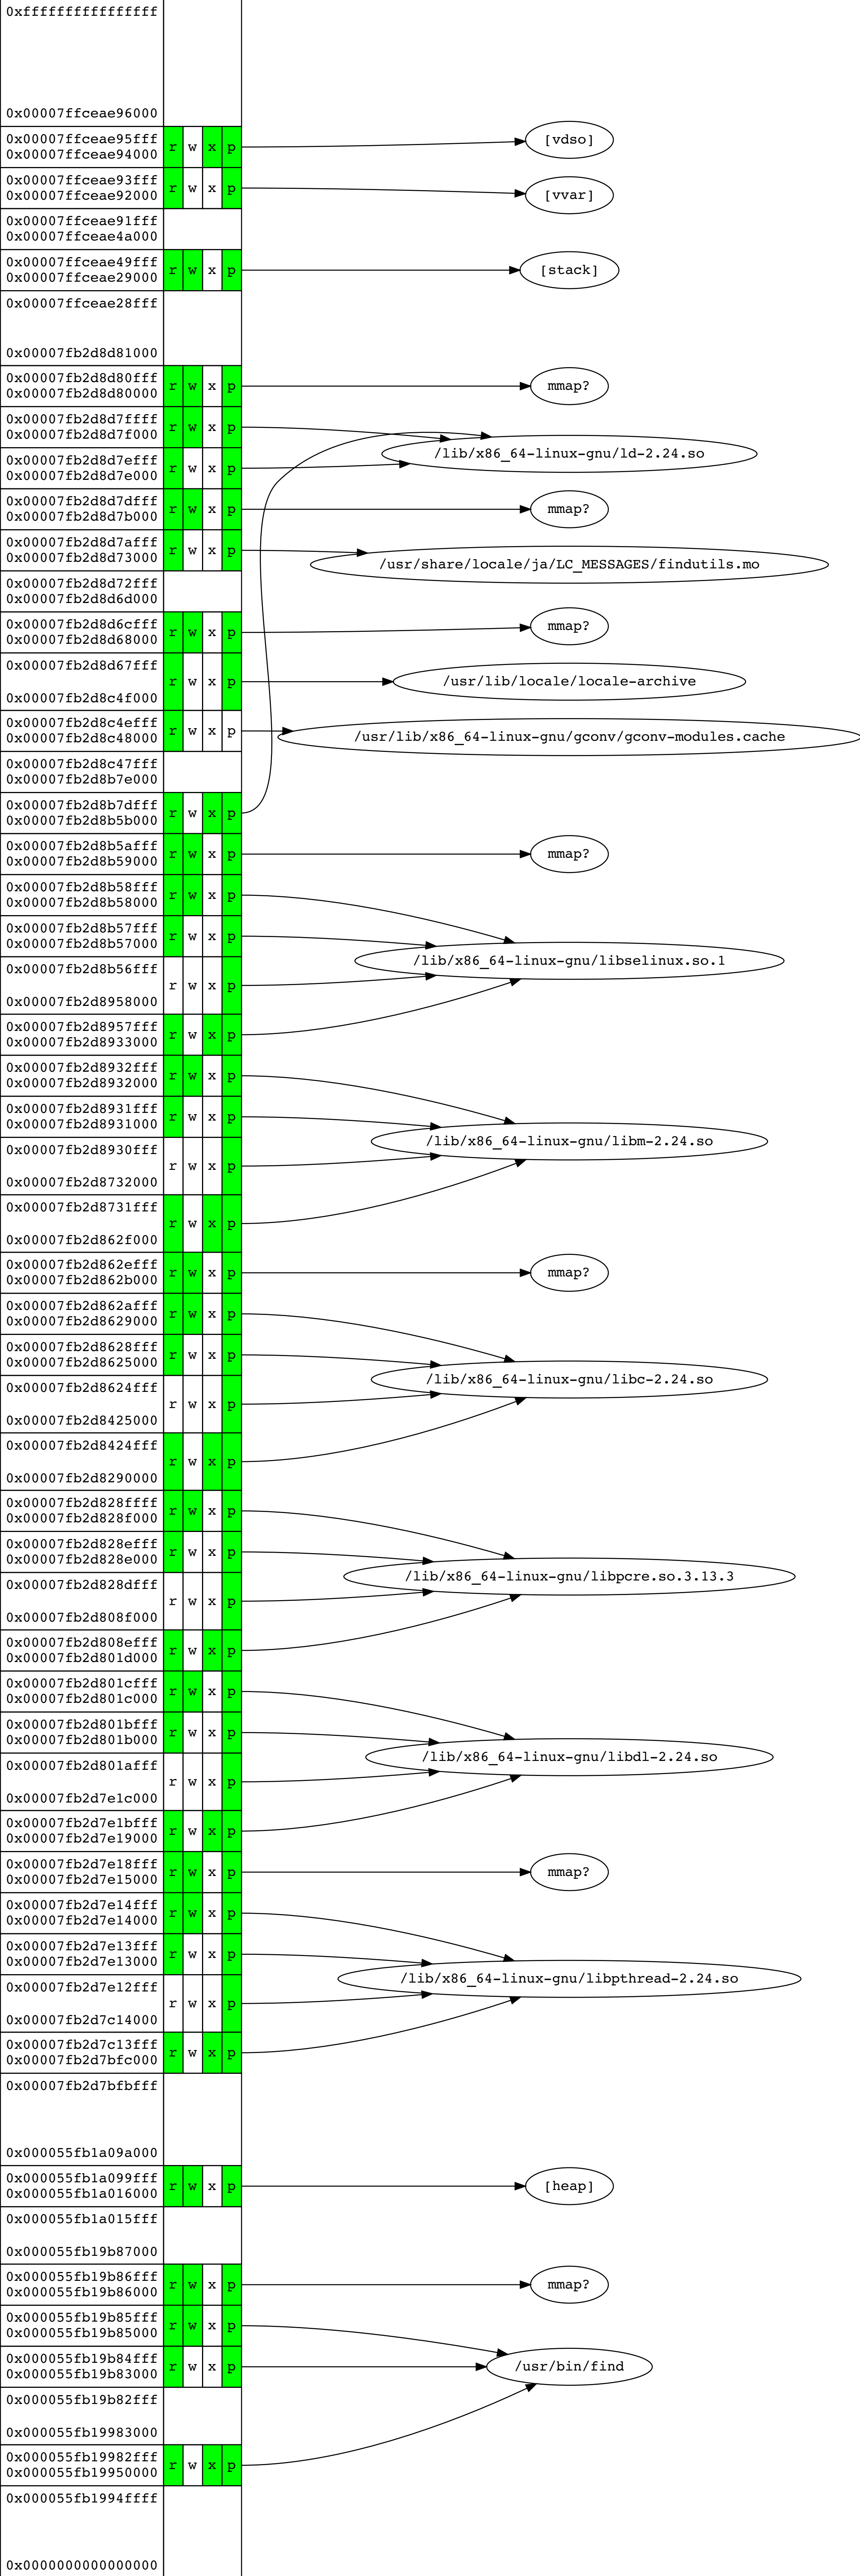 0xffffffffffffffff
0x00007ffceae96000
0x00007ffceae95fff
0x00007ffceae94000
r w x p
[vdso]
0x00007ffceae93fff
0x00007ffceae92000
r w x p
[vvar]
0x00007ffceae91fff
0x00007ffceae4a000
0x00007ffceae49fff
0x00007ffceae29000
r w x p
[stack]
0x00007ffceae28fff
0x00007fb2d8d81000
0x00007fb2d8d80fff
0x00007fb2d8d80000
r w x p
mmap?
0x00007fb2d8d7ffff
0x00007fb2d8d7f000
r w x p
/lib/x86_64-linux-gnu/ld-2.24.so
0x00007fb2d8d7efff
0x00007fb2d8d7e000
r w x p
0x00007fb2d8d7dfff
0x00007fb2d8d7b000
r w x p
mmap?
0x00007fb2d8d7afff
0x00007fb2d8d73000
r w x p
/usr/share/locale/ja/LC_MESSAGES/findutils.mo
0x00007fb2d8d72fff
0x00007fb2d8d6d000
0x00007fb2d8d6cfff
0x00007fb2d8d68000
r w x p
mmap?
0x00007fb2d8d67fff
0x00007fb2d8c4f000
r w x p
/usr/lib/locale/locale-archive
0x00007fb2d8c4efff
0x00007fb2d8c48000
r w x p
/usr/lib/x86_64-linux-gnu/gconv/gconv-modules.cache
0x00007fb2d8c47fff
0x00007fb2d8b7e000
0x00007fb2d8b7dfff
0x00007fb2d8b5b000
r w x p
0x00007fb2d8b5afff
0x00007fb2d8b59000
r w x p
mmap?
0x00007fb2d8b58fff
0x00007fb2d8b58000
r w x p
0x00007fb2d8b57fff
0x00007fb2d8b57000
r w x p
/lib/x86_64-linux-gnu/libselinux.so.1
0x00007fb2d8b56fff
0x00007fb2d8958000
r w x p
0x00007fb2d8957fff
0x00007fb2d8933000
r w x p
0x00007fb2d8932fff
0x00007fb2d8932000
r w x p
0x00007fb2d8931fff
0x00007fb2d8931000
r w x p
/lib/x86_64-linux-gnu/libm-2.24.so
0x00007fb2d8930fff
0x00007fb2d8732000
r w x p
0x00007fb2d8731fff
0x00007fb2d862f000
r w x p
0x00007fb2d862efff
0x00007fb2d862b000
r w x p
mmap?
0x00007fb2d862afff
0x00007fb2d8629000
r w x p
0x00007fb2d8628fff
0x00007fb2d8625000
r w x p
/lib/x86_64-linux-gnu/libc-2.24.so
0x00007fb2d8624fff
0x00007fb2d8425000
r w x p
0x00007fb2d8424fff
0x00007fb2d8290000
r w x p
0x00007fb2d828ffff
0x00007fb2d828f000
r w x p
0x00007fb2d828efff
0x00007fb2d828e000
r w x p
/lib/x86_64-linux-gnu/libpcre.so.3.13.3
0x00007fb2d828dfff
0x00007fb2d808f000
r w x p
0x00007fb2d808efff
0x00007fb2d801d000
r w x p
0x00007fb2d801cfff
0x00007fb2d801c000
r w x p
0x00007fb2d801bfff
0x00007fb2d801b000
r w x p
/lib/x86_64-linux-gnu/libdl-2.24.so
0x00007fb2d801afff
0x00007fb2d7e1c000
r w x p
0x00007fb2d7e1bfff
0x00007fb2d7e19000
r w x p
0x00007fb2d7e18fff
0x00007fb2d7e15000
r w x p
mmap?
0x00007fb2d7e14fff
0x00007fb2d7e14000
r w x p
0x00007fb2d7e13fff
0x00007fb2d7e13000
r w x p
/lib/x86_64-linux-gnu/libpthread-2.24.so
0x00007fb2d7e12fff
0x00007fb2d7c14000
r w x p
0x00007fb2d7c13fff
0x00007fb2d7bfc000
r w x p
0x00007fb2d7bfbfff
0x000055fb1a09a000
0x000055fb1a099fff
0x000055fb1a016000
r w x p
[heap]
0x000055fb1a015fff
0x000055fb19b87000
0x000055fb19b86fff
0x000055fb19b86000
r w x p
mmap?
0x000055fb19b85fff
0x000055fb19b85000
r w x p
0x000055fb19b84fff
0x000055fb19b83000
r w x p
/usr/bin/find
0x000055fb19b82fff
0x000055fb19983000
0x000055fb19982fff
0x000055fb19950000
r w x p
0x000055fb1994ffff
0x0000000000000000